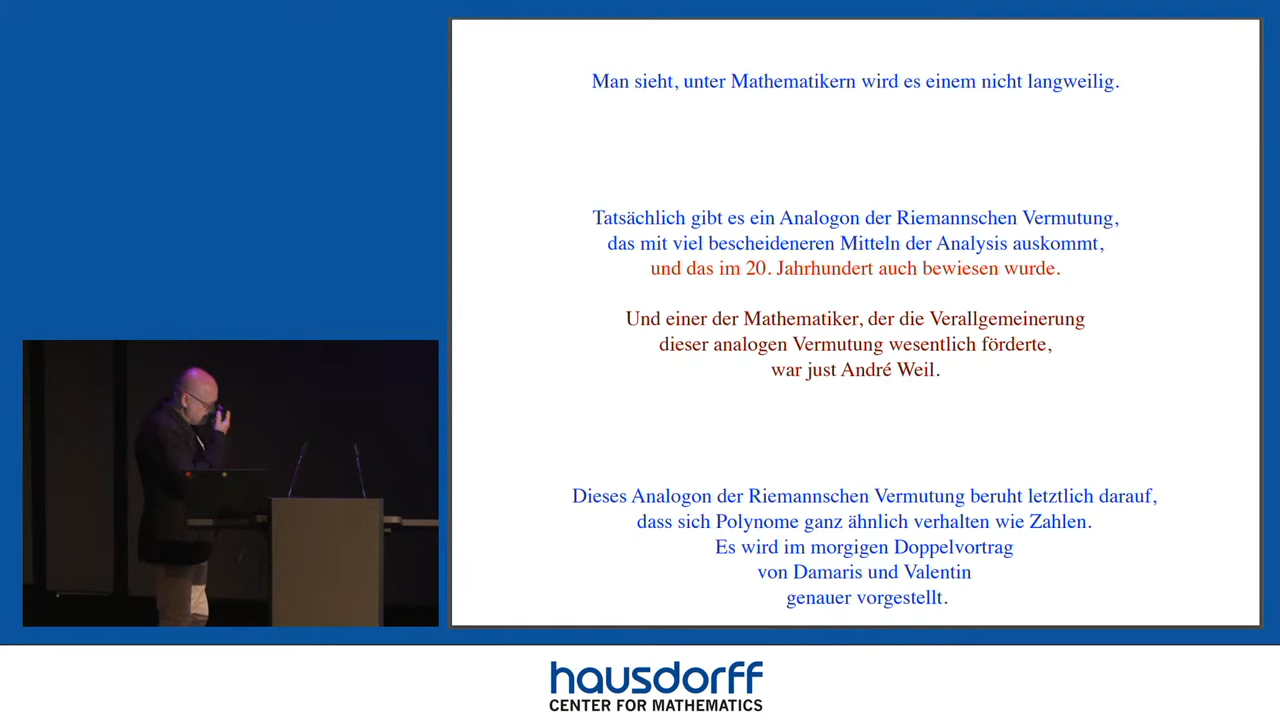 Man sieht, unter Mathematikern wird es einem nicht langweilig.
Tatsächlich gibt es ein Analogon der Riemannschen Vermutung,
das mit viel bescheideneren Mitteln der Analysis auskommt,
und das im 20. Jahrhundert auch bewiesen wurde.
Und einer der Mathematiker, der die Verallgemeinerung
dieser analogen Vermutung wesentlich förderte,
war just André Weil.
Dieses Analogon der Riemannschen Vermutung beruht letztlich darauf,
dass sich Polynome ganz ähnlich verhalten wie Zahlen.
Es wird im morgigen Doppelvortrag
von Damaris und Valentin
genauer vorgestellt.
hausdorff
CENTER FOR MATHEMATICS